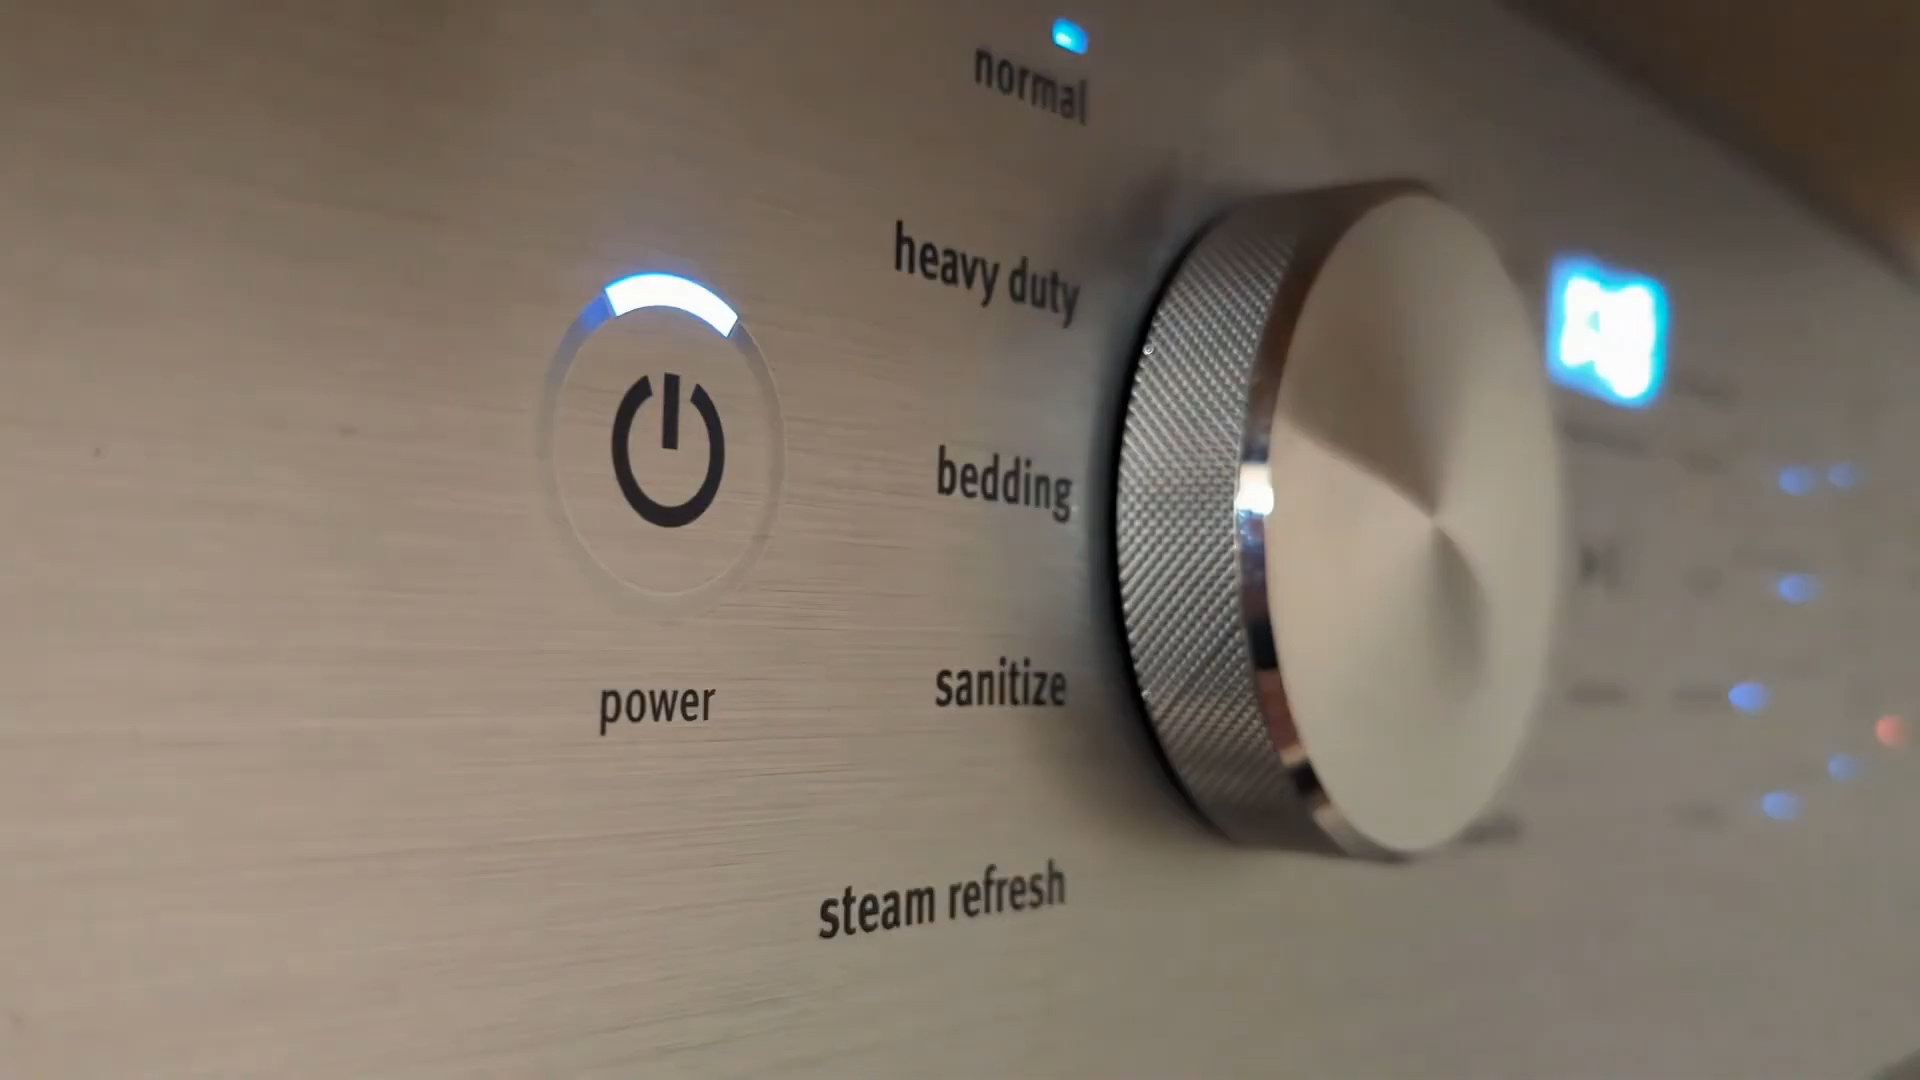 normal
heavy duty
bedding
sanitize
steam refresh
power